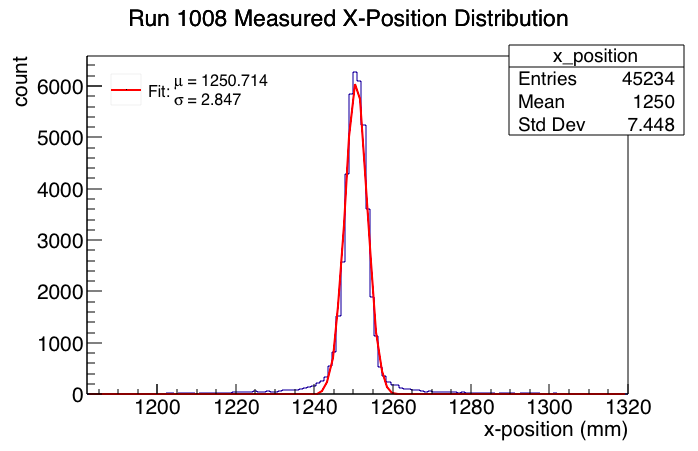 Run 1008 Measured X-Position Distribution
count
Fit: μ = 1250.714
σ = 2.847
x_position
Entries 45234
Mean 1250
Std Dev 7.448
6000
5000
4000
3000
2000
1000
0
1200 1220 1240 1260 1280 1300 1320
x-position (mm)